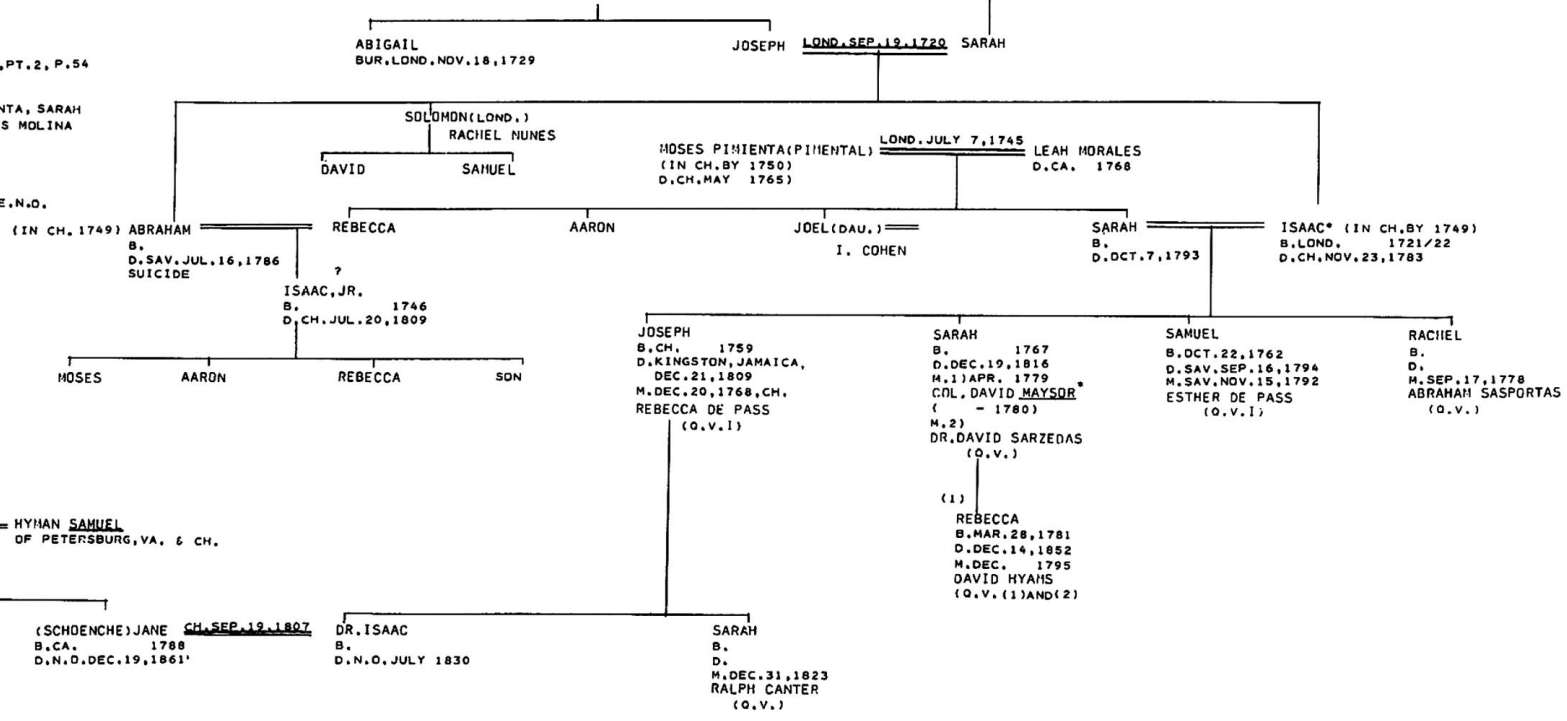 ABIGAIL
BUR.LOND.NOV.18,1729
JOSEPH LOND.SEP.19,1720 SARAH
,PT.2, P.54
NTA, SARAH
S MOLINA
SOLOMON(LOND.)
RACHEL NUNES
DAVID SAMUEL
MOSES PIMIENTA(PIMENTAL)
(IN CH.BY 1750)
D.CH.MAY 1765)
LOND.JULY 7,1745
LEAH MORALES
D.CA. 1768
E.N.O.
(IN CH. 1749) ABRAHAM
B.
D.SAV.JUL.16,1786
SUICIDE
REBECCA
AARON
JOEL(DAU.)
I. COHEN
SARAH
B.
D.OCT.7,1793
ISAAC* (IN CH.BY 1749)
B.LOND. 1721/22
D.CH.NOV.23,1783
?
ISAAC,JR.
B. 1746
D.CH.JUL.20,1809
MOSES AARON REBECCA SON
JOSEPH
B.CH. 1759
D.KINGSTON,JAMAICA,
DEC.21,1809
M.DEC.20,1768,CH.
REBECCA DE PASS
(Q.V.I)
SARAH
B. 1767
D.DEC.19,1816
M.1)APR. 1779
COL.DAVID MAYSOR*
( - 1780)
M.2)
DR.DAVID SARZEDAS
(Q.V.)
SAMUEL
B.OCT.22,1762
D.SAV.SEP.16,1794
M.SAV.NOV.15,1792
ESTHER DE PASS
(Q.V.I)
RACHEL
B.
D.
M.SEP.17,1778
ABRAHAM SASPORTAS
(Q.V.)
(1)
REBECCA
B.MAR.28,1781
D.DEC.14,1852
M.DEC. 1795
DAVID HYAMS
(Q.V.(1)AND(2)
= HYMAN SAMUEL
OF PETERSBURG,VA. & CH.
(SCHOENCHE)JANE CH.SEP.19,1807
B.CA. 1788
D.N.O.DEC.19,1861'
DR.ISAAC
B.
D.N.O.JULY 1830
SARAH
B.
D.
M.DEC.31,1823
RALPH CANTER
(Q.V.)